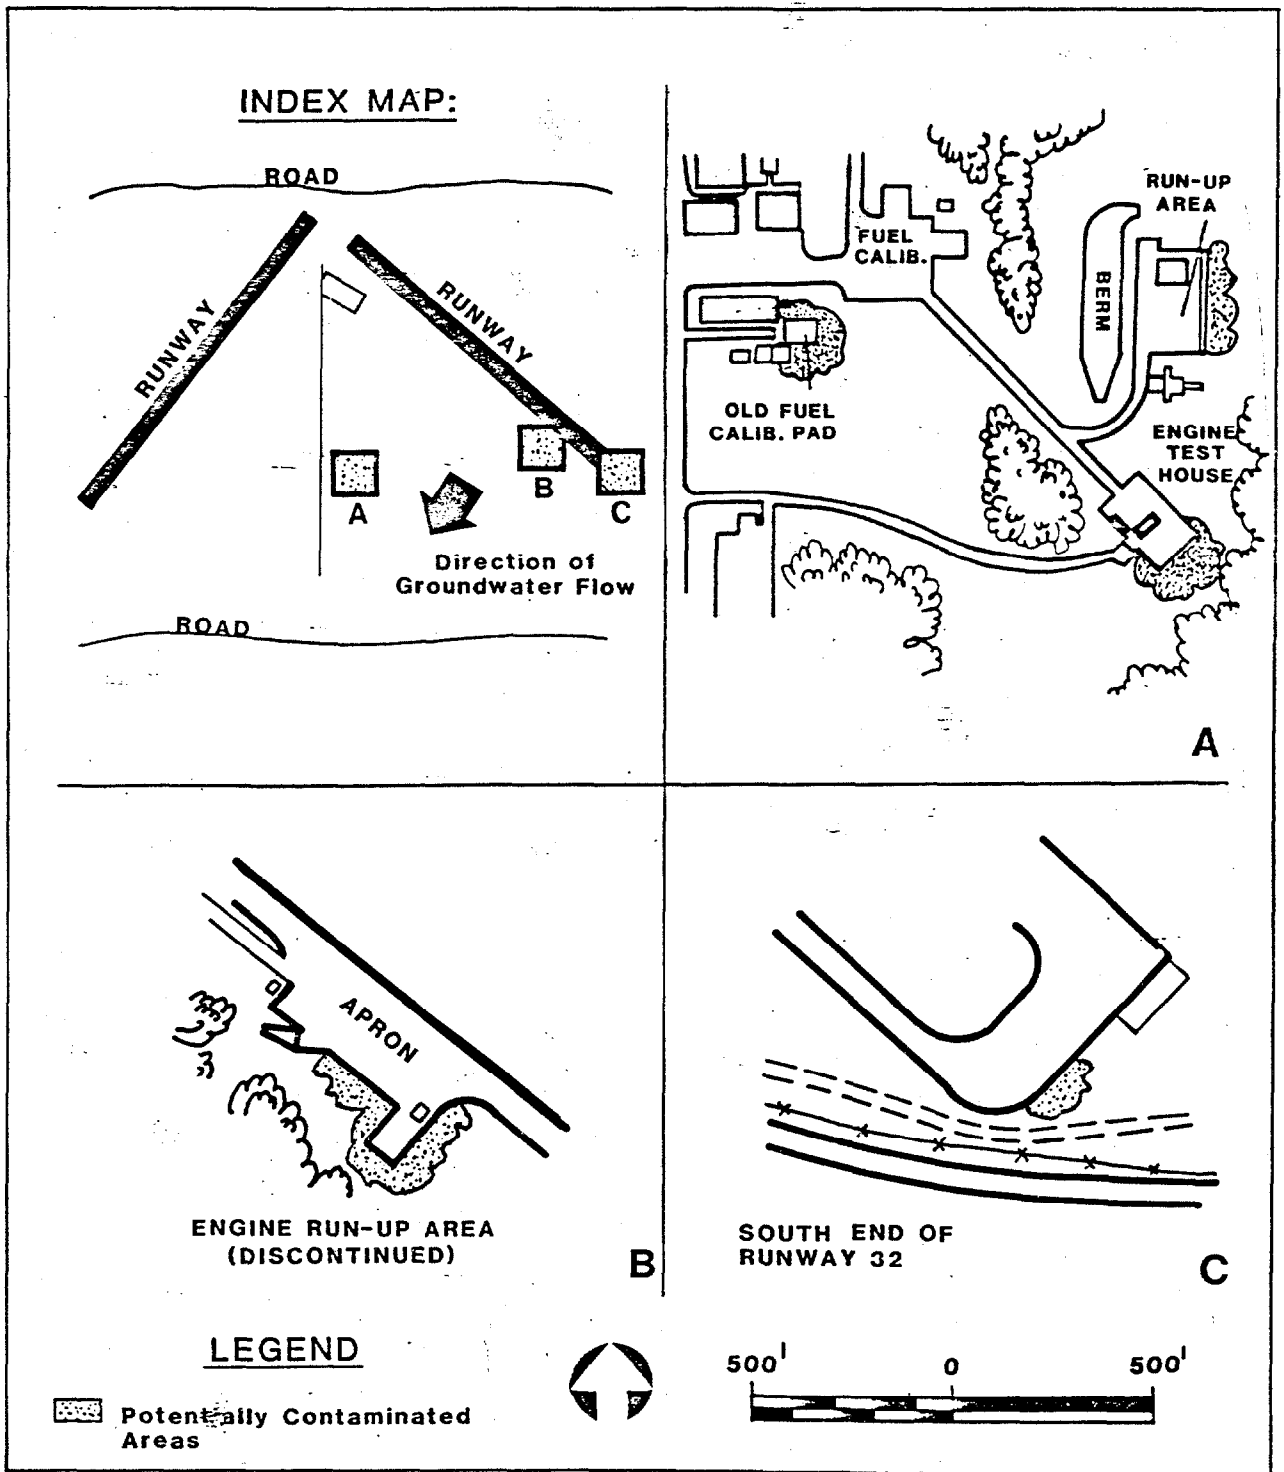 INDEX MAP:
ROAD
RUNWAY
RUNWAY
A
B
C
Direction of
Groundwater Flow
ROAD
RUN-UP
AREA
FUEL
CALIB.
BERM
OLD FUEL
CALIB. PAD
ENGINE
TEST
HOUSE
A
APRON
ENGINE RUN-UP AREA
(DISCONTINUED)
B
SOUTH END OF
RUNWAY 32
C
LEGEND
Potentially Contaminated
Areas
500' 0 500'